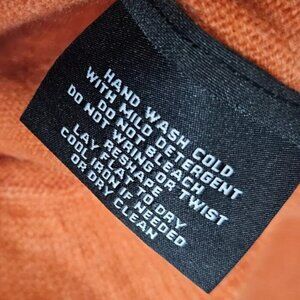 HAND WASH COLD
WITH MILD DETERGENT
DO NOT BLEACH
DO NOT WRING OR TWIST
RESHAPE
LAY FLAT TO DRY
COOL IRON IF NEEDED
OR DRY CLEAN